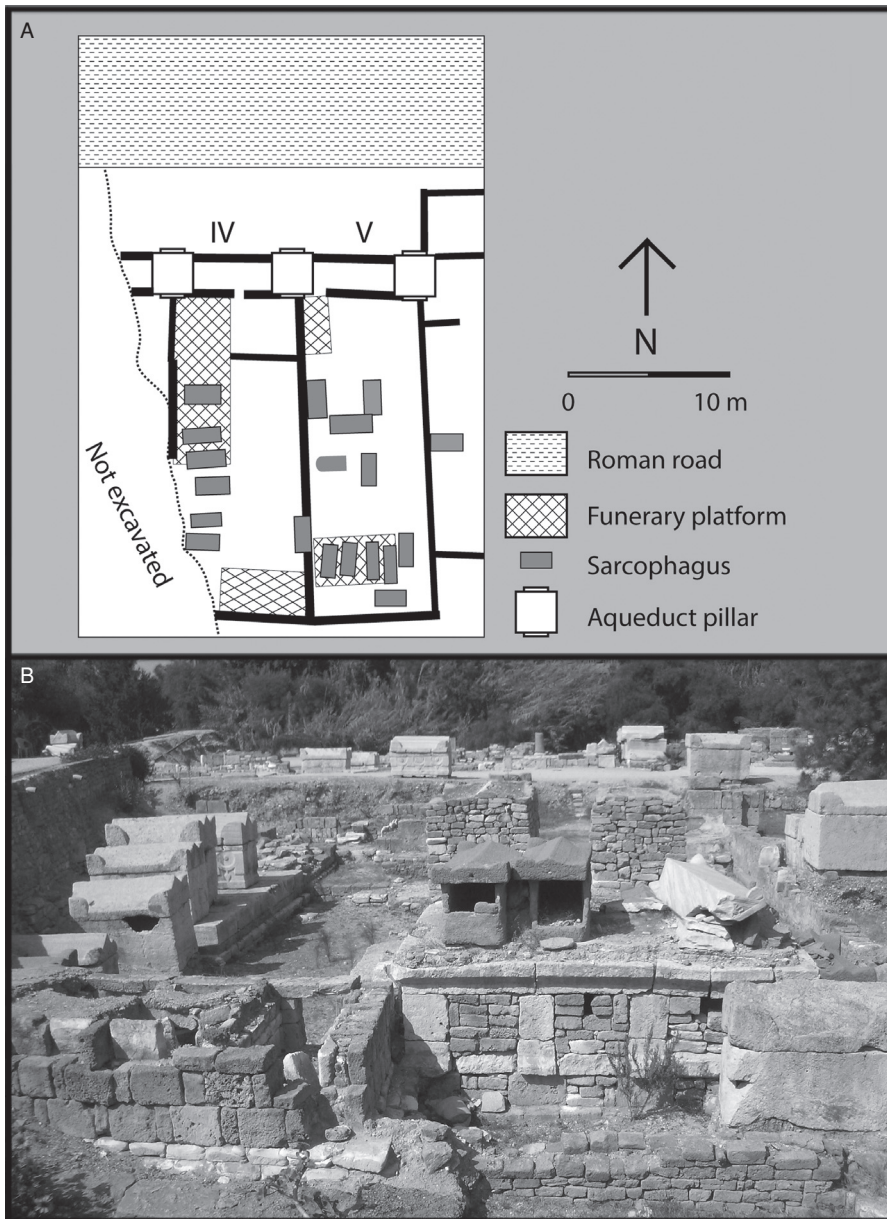 A
IV
V
N
0 10 m
Not excavated
Roman road
Funerary platform
Sarcophagus
Aqueduct pillar
B